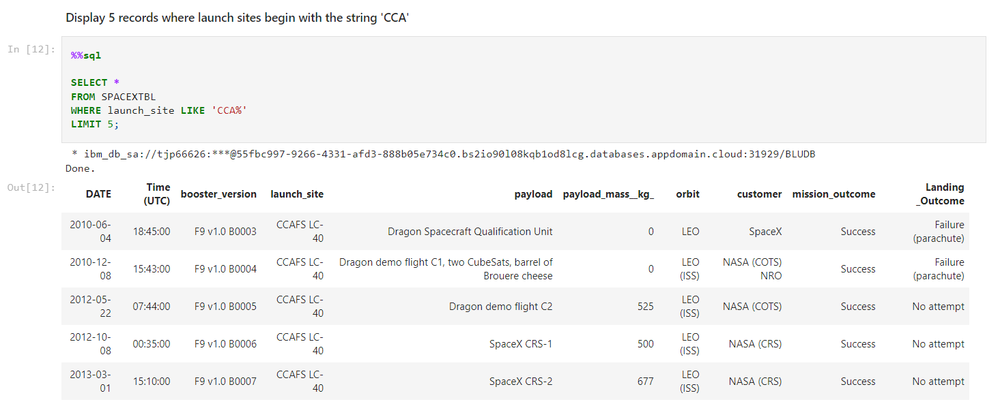 Display 5 records where launch sites begin with the string 'CCA'
In [12]:
%%sql
SELECT *
FROM SPACEXTBL
WHERE launch_site LIKE 'CCA%'
LIMIT 5;
* ibm_db_sa://tjp66626:***@55fbc997-9266-4331-afd3-888b05e734c0.bs2io90l08kqb1od8lcg.databases.appdomain.cloud:31929/BLUDB
Done.
Out[12]:
DATE Time (UTC) booster_version launch_site payload payload_mass__kg_ orbit customer mission_outcome Landing _Outcome
2010-06-04 18:45:00 F9 v1.0 B0003 CCAFS LC-40 Dragon Spacecraft Qualification Unit 0 LEO SpaceX Success Failure (parachute)
2010-12-08 15:43:00 F9 v1.0 B0004 CCAFS LC-40 Dragon demo flight C1, two CubeSats, barrel of Brouere cheese 0 LEO (ISS) NASA (COTS) NRO Success Failure (parachute)
2012-05-22 07:44:00 F9 v1.0 B0005 CCAFS LC-40 Dragon demo flight C2 525 LEO (ISS) NASA (COTS) Success No attempt
2012-10-08 00:35:00 F9 v1.0 B0006 CCAFS LC-40 SpaceX CRS-1 500 LEO (ISS) NASA (CRS) Success No attempt
2013-03-01 15:10:00 F9 v1.0 B0007 CCAFS LC-40 SpaceX CRS-2 677 LEO (ISS) NASA (CRS) Success No attempt